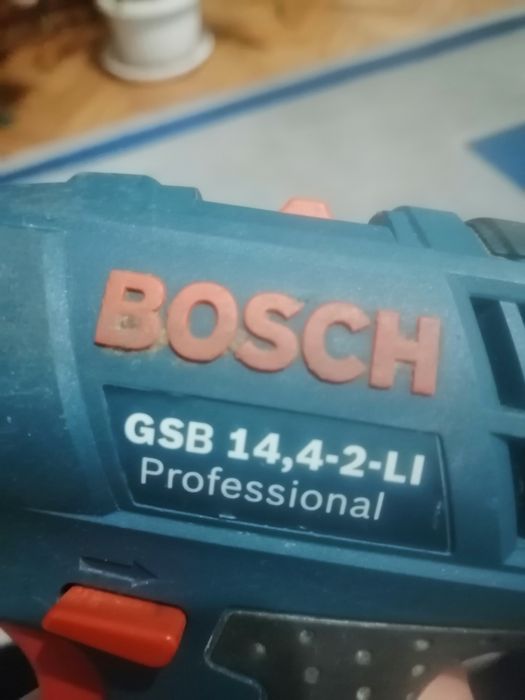 BOSCH
GSB 14,4-2-LI
Professional